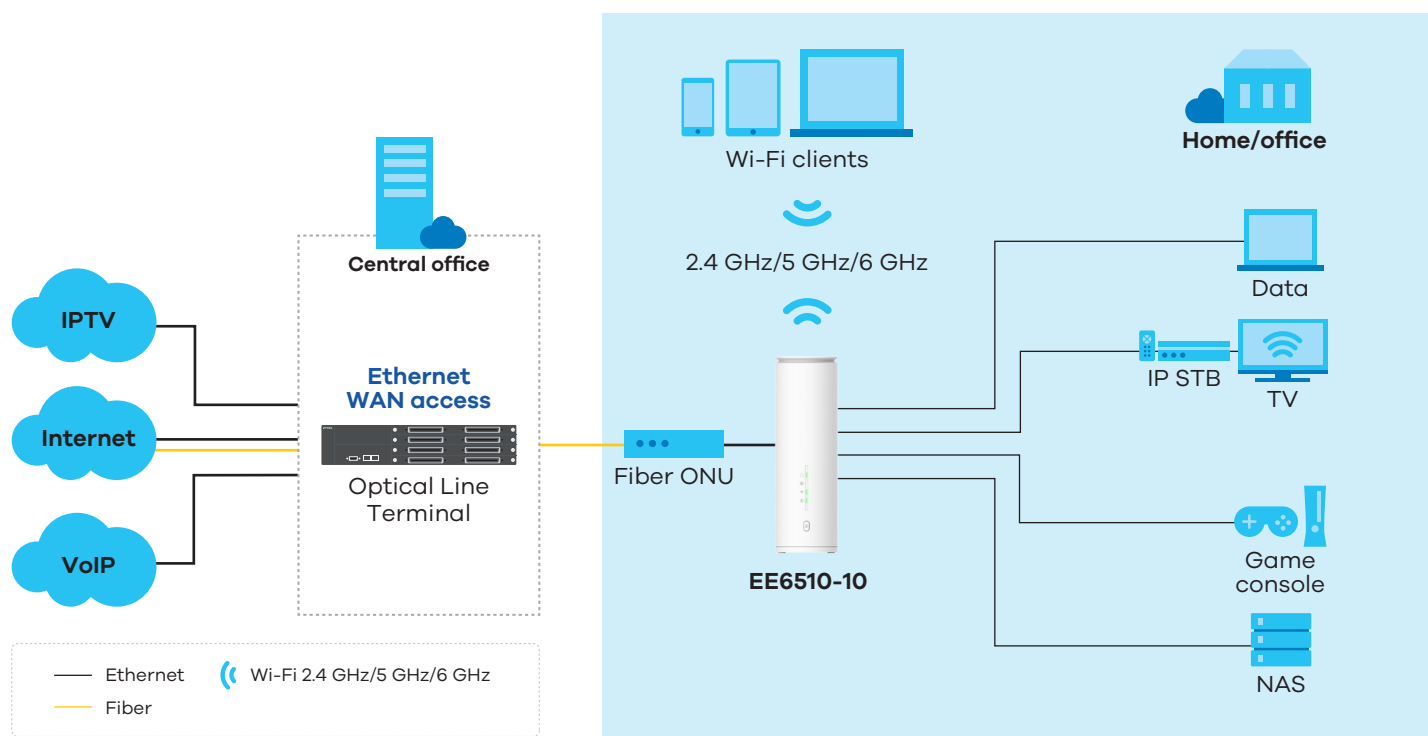 Wi-Fi clients
Home/office
Central office
2.4 GHz/5 GHz/6 GHz
Data
IPTV
Ethernet
WAN access
IP STB
TV
Internet
Optical Line
Terminal
Fiber ONU
VoIP
EE6510-10
Game
console
NAS
Ethernet
Wi-Fi 2.4 GHz/5 GHz/6 GHz
Fiber